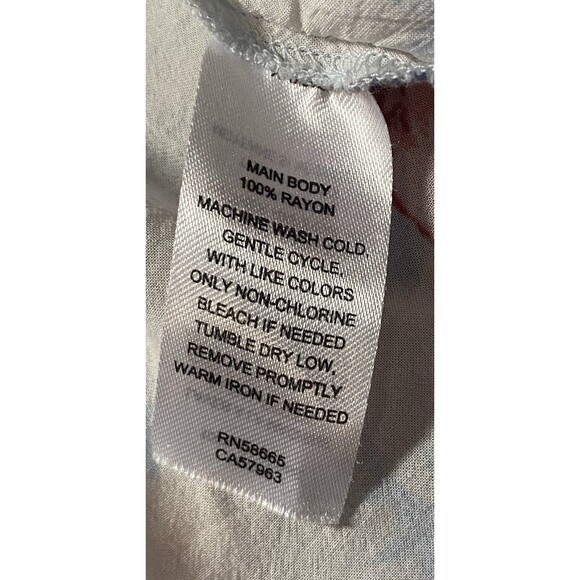 MAIN BODY
100% RAYON
MACHINE WASH COLD,
GENTLE CYCLE,
WITH LIKE COLORS
ONLY NON-CHLORINE
BLEACH IF NEEDED
TUMBLE DRY LOW,
REMOVE PROMPTLY
WARM IRON IF NEEDED
RN58665
CA57963